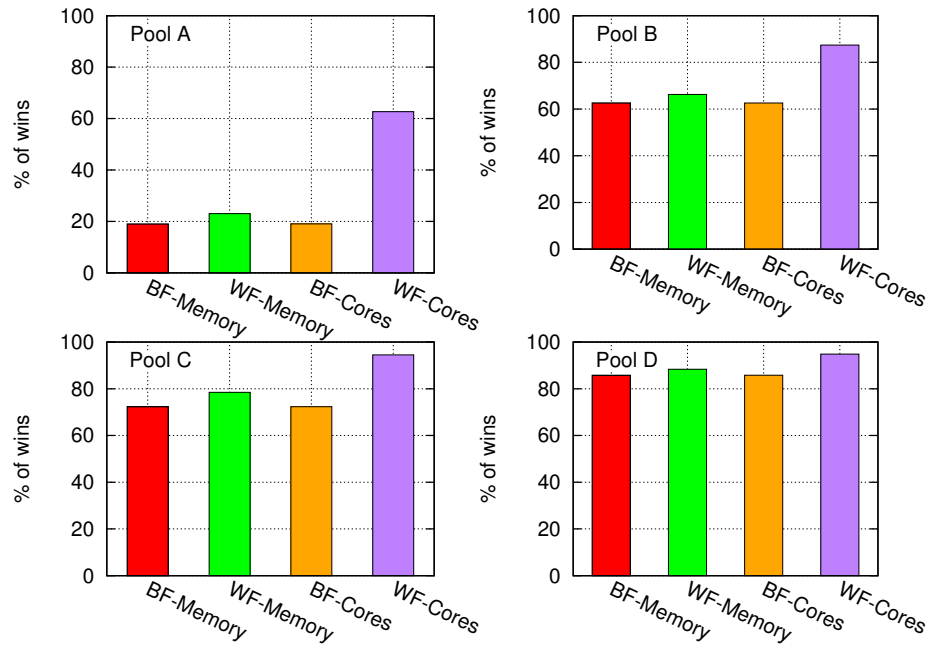 Pool A
100
80
60
40
20
0
% of wins
BF-Memory
WF-Memory
BF-Cores
WF-Cores
Pool B
100
80
60
40
20
0
% of wins
BF-Memory
WF-Memory
BF-Cores
WF-Cores
Pool C
100
80
60
40
20
0
% of wins
BF-Memory
WF-Memory
BF-Cores
WF-Cores
Pool D
100
80
60
40
20
0
% of wins
BF-Memory
WF-Memory
BF-Cores
WF-Cores